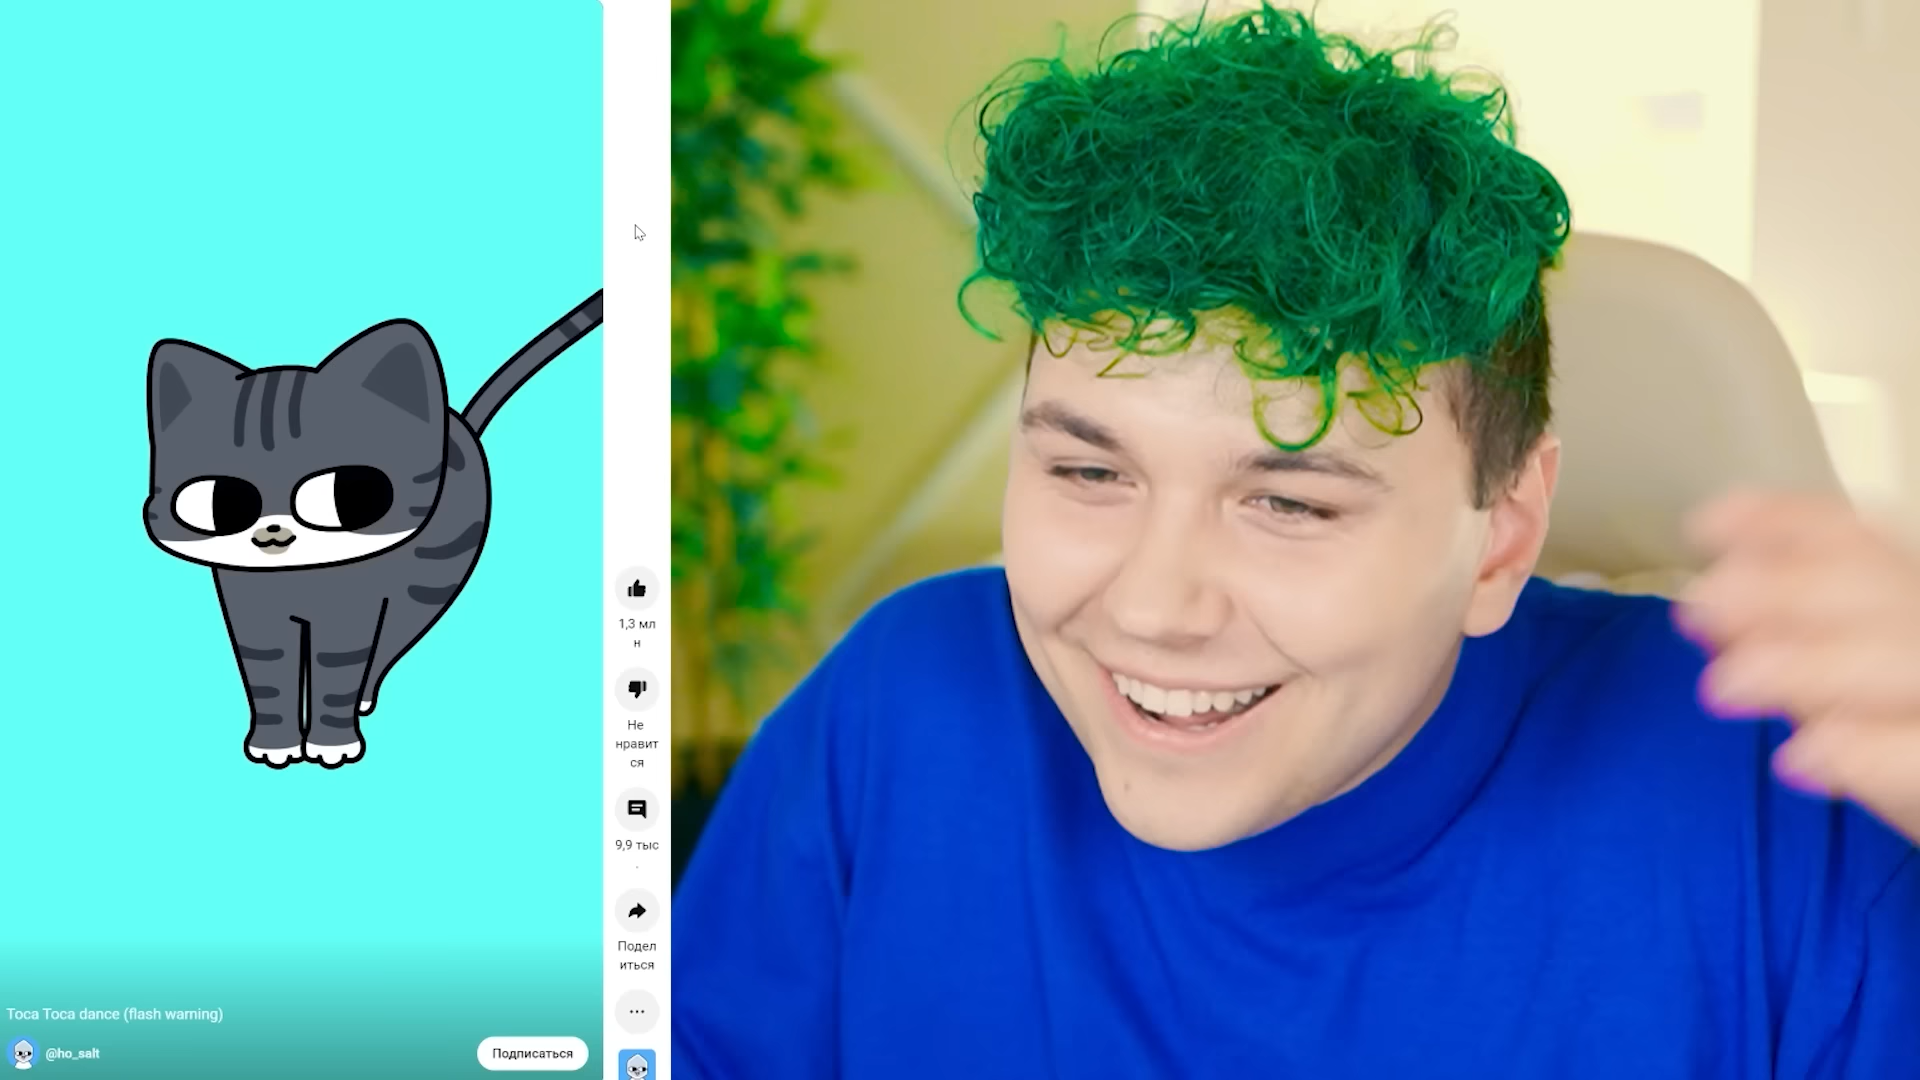 1,3 мл
н
Не
нравит
ся
9,9 тыс
.
Подел
иться
Toca Toca dance (flash warning)
@ho_salt
Подписаться